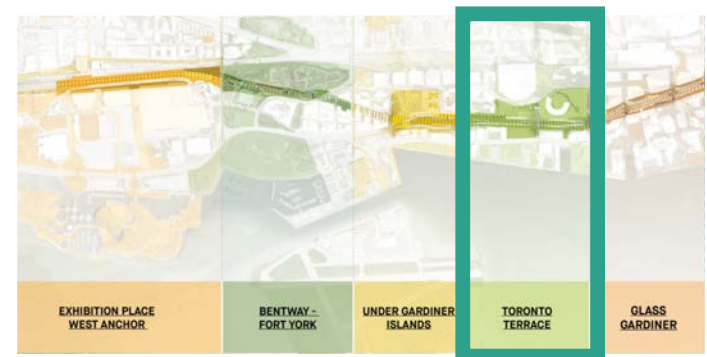 EXHIBITION PLACE
WEST ANCHOR
BENTWAY -
FORT YORK
UNDER GARDINER
ISLANDS
TORONTO
TERRACE
GLASS
GARDINER